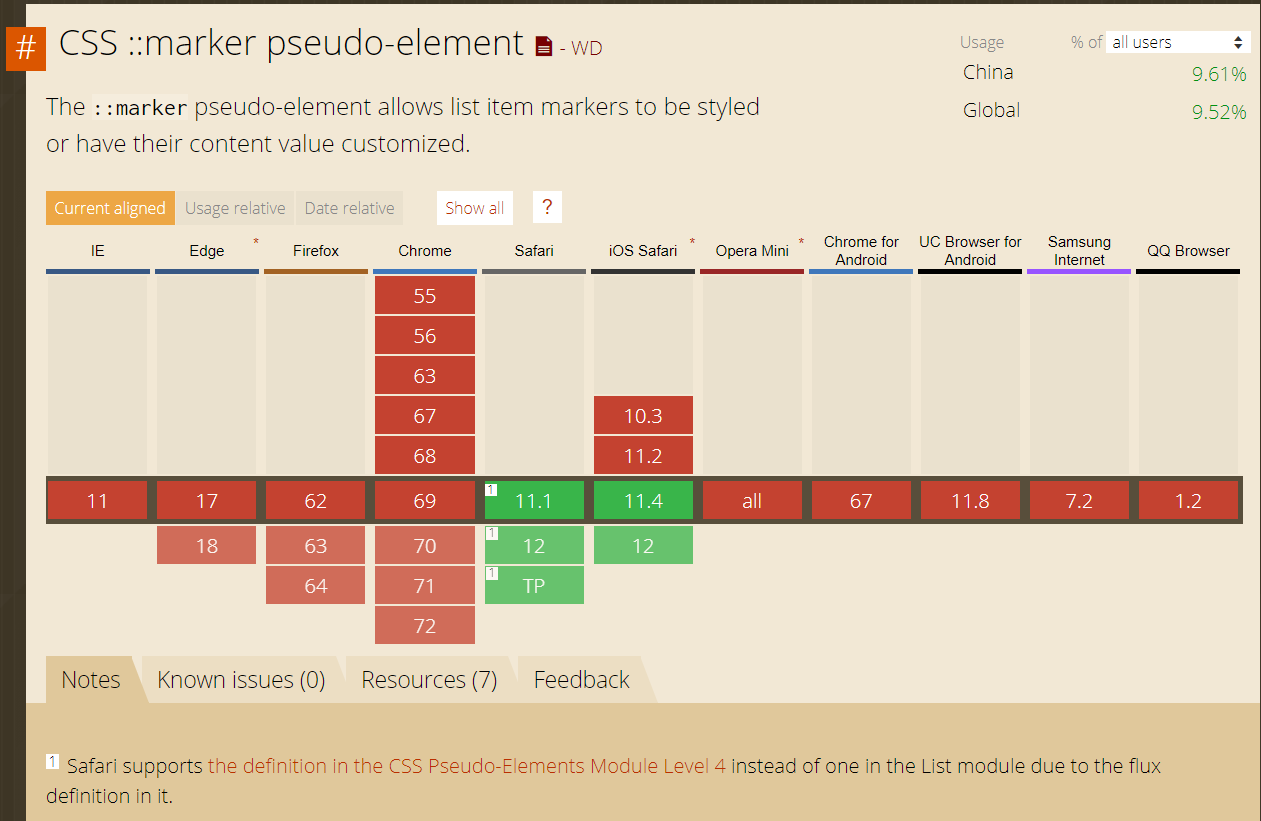 # CSS ::marker pseudo-element - WD
Usage % of all users
China 9.61%
Global 9.52%
The ::marker pseudo-element allows list item markers to be styled
or have their content value customized.
Current aligned Usage relative Date relative Show all ?
IE Edge * Firefox Chrome Safari iOS Safari * Opera Mini * Chrome for Android UC Browser for Android Samsung Internet QQ Browser
55
56
63
67 10.3
68 11.2
11 17 62 69 1 11.1 11.4 all 67 11.8 7.2 1.2
18 63 70 1 12 12
64 71 1 TP
72
Notes Known issues (0) Resources (7) Feedback
1 Safari supports the definition in the CSS Pseudo-Elements Module Level 4 instead of one in the List module due to the flux
definition in it.